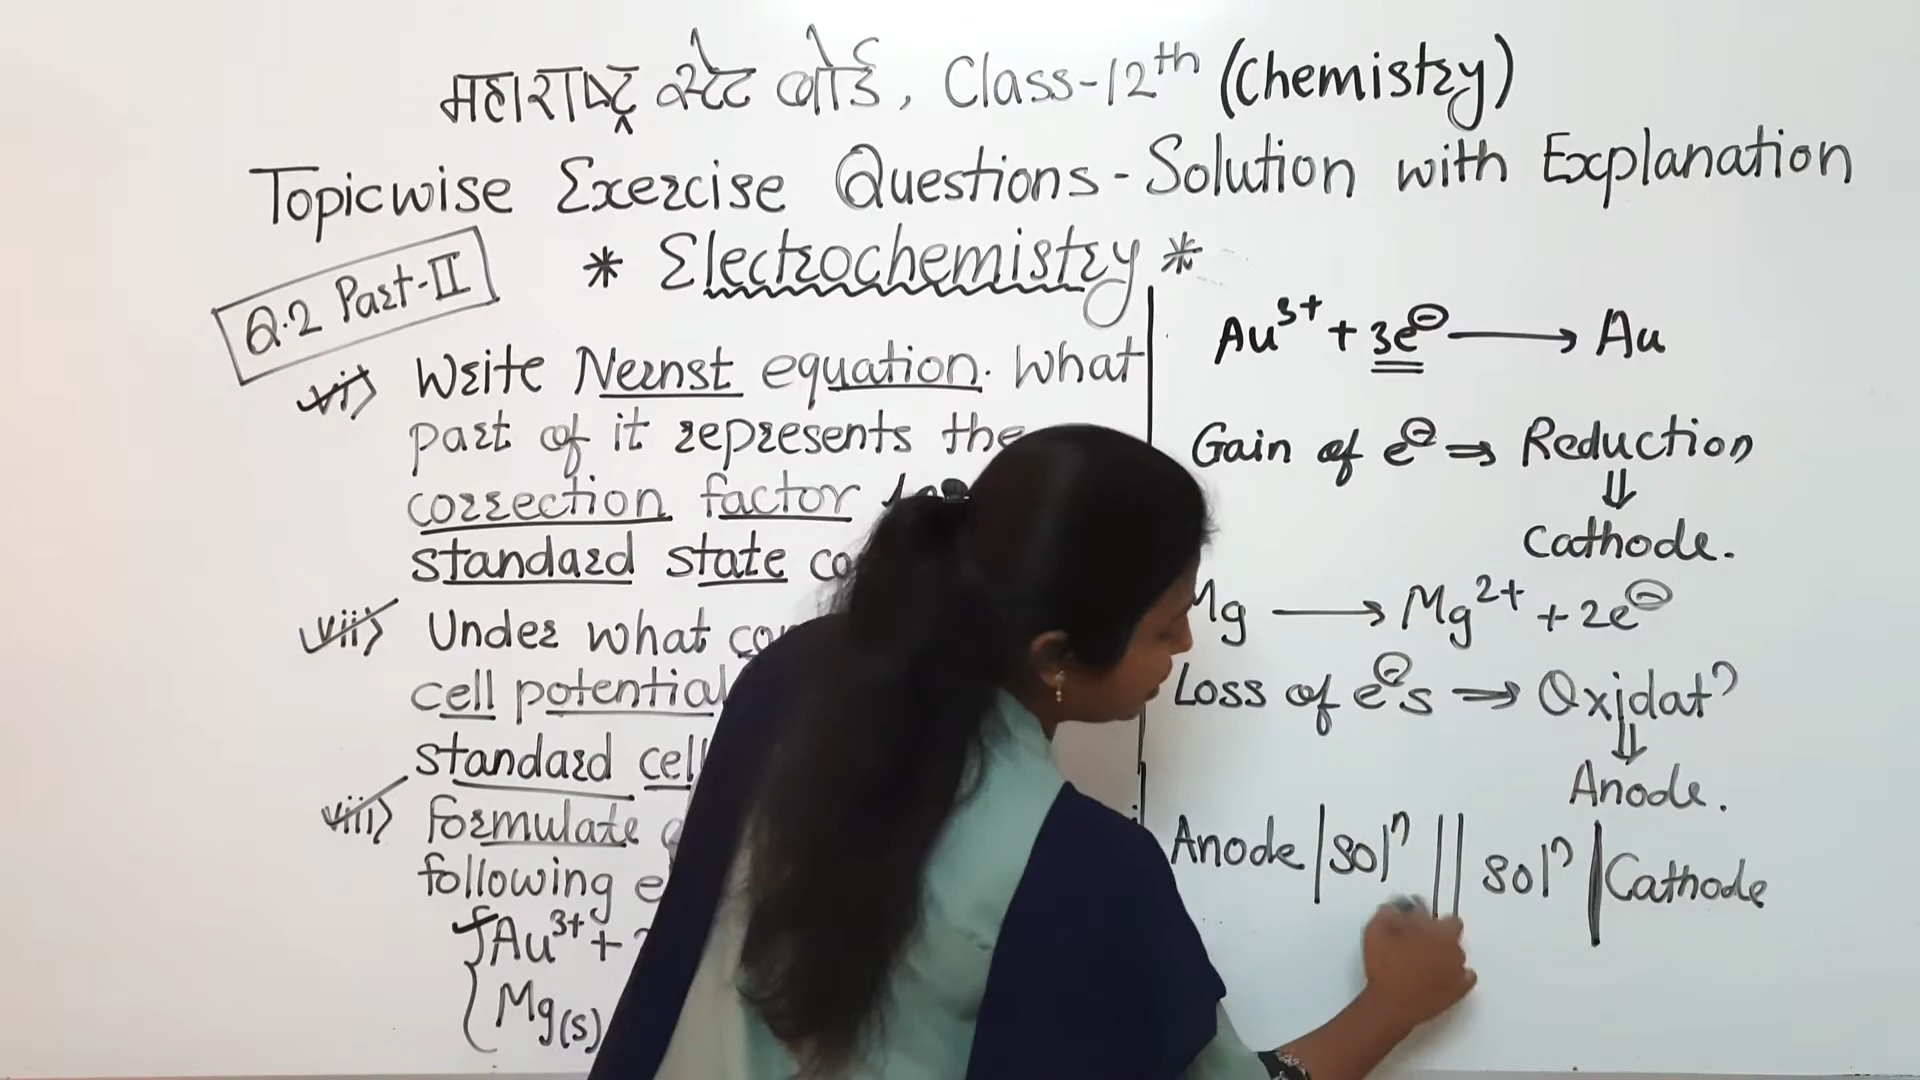 महाराष्ट्र स्टेट बोर्ड, Class-12th (Chemistry)
Topicwise Exercise Questions - Solution with Explanation
* Electrochemistry *
Q.2 Part-II
vi) Write Nernst equation. What
part of it represents the
correction factor
standard state
vii) Under what
cell potential
standard cell
viii) Formulate
following
Au³⁺ +
Mg(s)
Au³⁺ + 3e⊖ ⟶ Au
Gain of e⊖ ⇒ Reduction
⇓
Cathode.
Mg ⟶ Mg²⁺ + 2e⊖
Loss of e⊖s ⇒ Oxidatⁿ
⇓
Anode.
Anode | Solⁿ || Solⁿ | Cathode